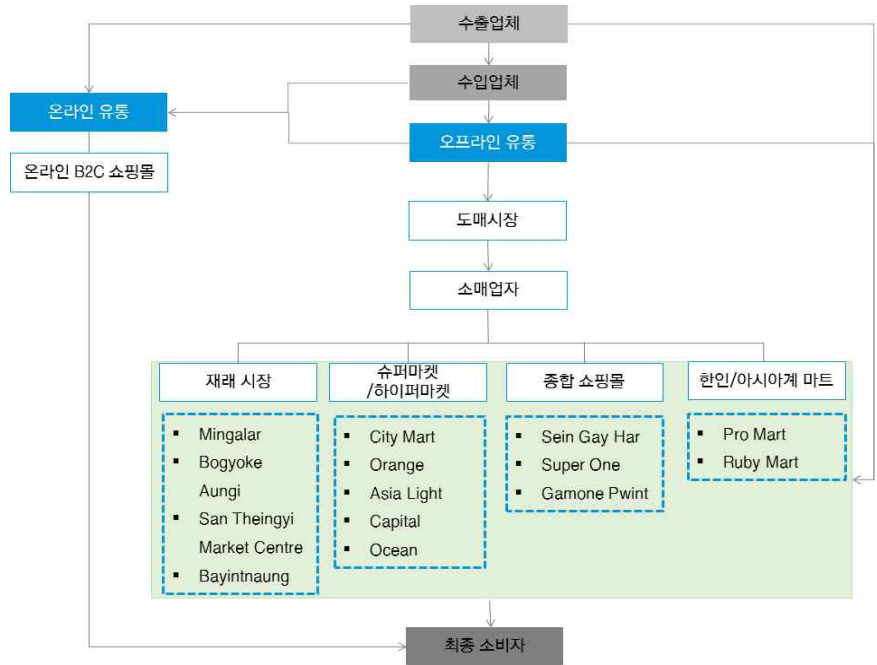 수출업체
수입업체
온라인 유통
오프라인 유통
온라인 B2C 쇼핑몰
도매시장
소매업자
재래 시장
슈퍼마켓
/하이퍼마켓
종합 쇼핑몰
한인/아시아계 마트
▪ Mingalar
▪ Bogyoke
Aungi
▪ San Theingyi
Market Centre
▪ Bayintnaung
▪ City Mart
▪ Orange
▪ Asia Light
▪ Capital
▪ Ocean
▪ Sein Gay Har
▪ Super One
▪ Gamone Pwint
▪ Pro Mart
▪ Ruby Mart
최종 소비자